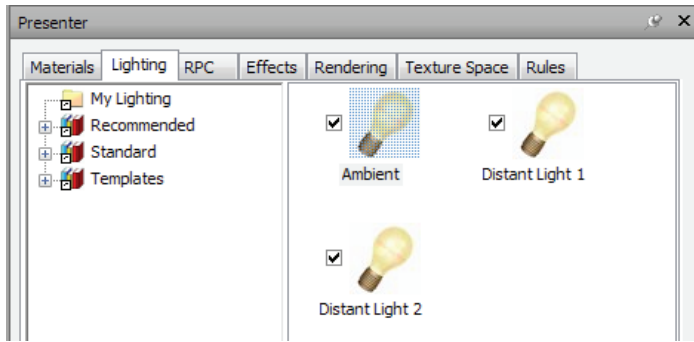 Presenter
Materials Lighting RPC Effects Rendering Texture Space Rules
My Lighting
Recommended
Standard
Templates
Ambient Distant Light 1
Distant Light 2